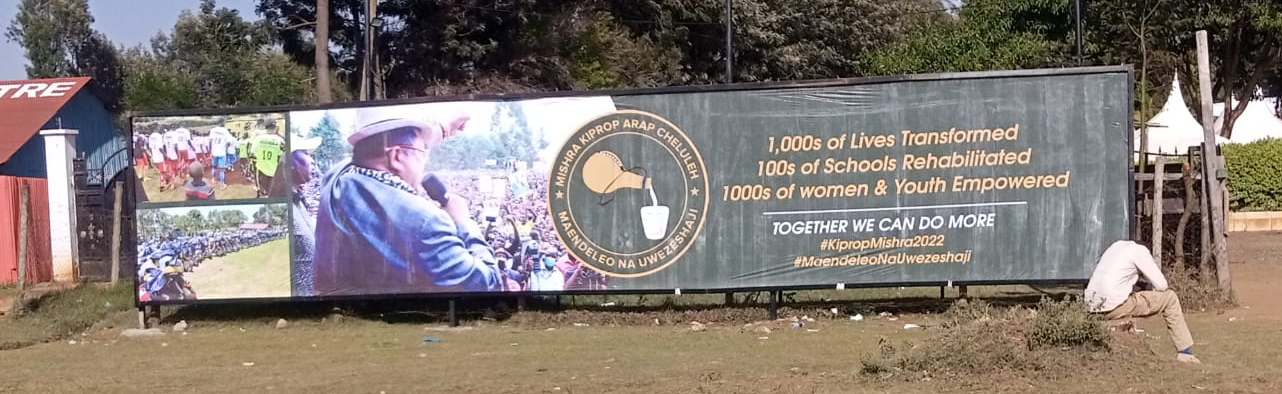 TRE
10
MISHRA KIPROP ARAP CHELULEH
MAENDELEO NA UWEZESHAJI
1,000s of Lives Transformed
100s of Schools Rehabilitated
1000s of women & Youth Empowered
TOGETHER WE CAN DO MORE
#KipropMishra2022
#MaendeleoNaUwezeshaji